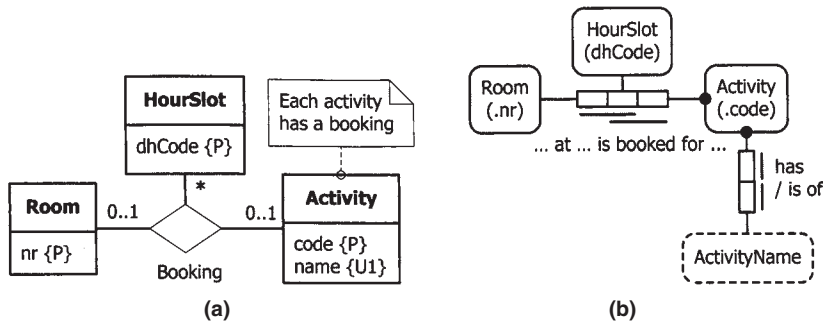 HourSlot
dhCode {P}
Each activity
has a booking
*
Room
nr {P}
0..1
0..1
Booking
Activity
code {P}
name {U1}
(a)
HourSlot
(dhCode)
Room
(.nr)
Activity
(.code)
... at ... is booked for ...
has
/ is of
ActivityName
(b)